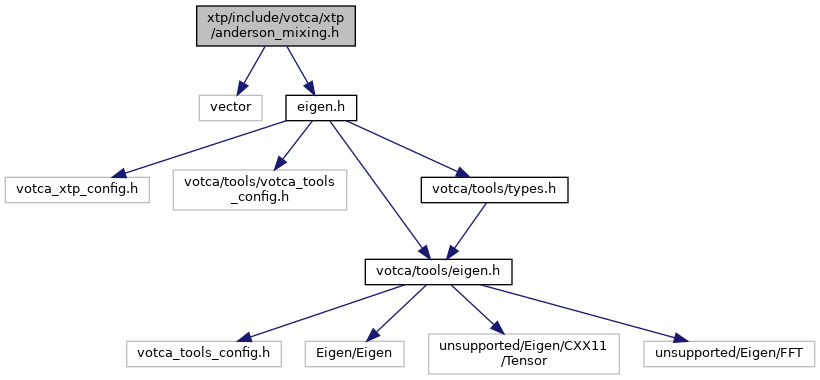 xtp/include/votca/xtp
/anderson_mixing.h
vector
eigen.h
votca_xtp_config.h
votca/tools/votca_tools
_config.h
votca/tools/types.h
votca/tools/eigen.h
votca_tools_config.h
Eigen/Eigen
unsupported/Eigen/CXX11
/Tensor
unsupported/Eigen/FFT